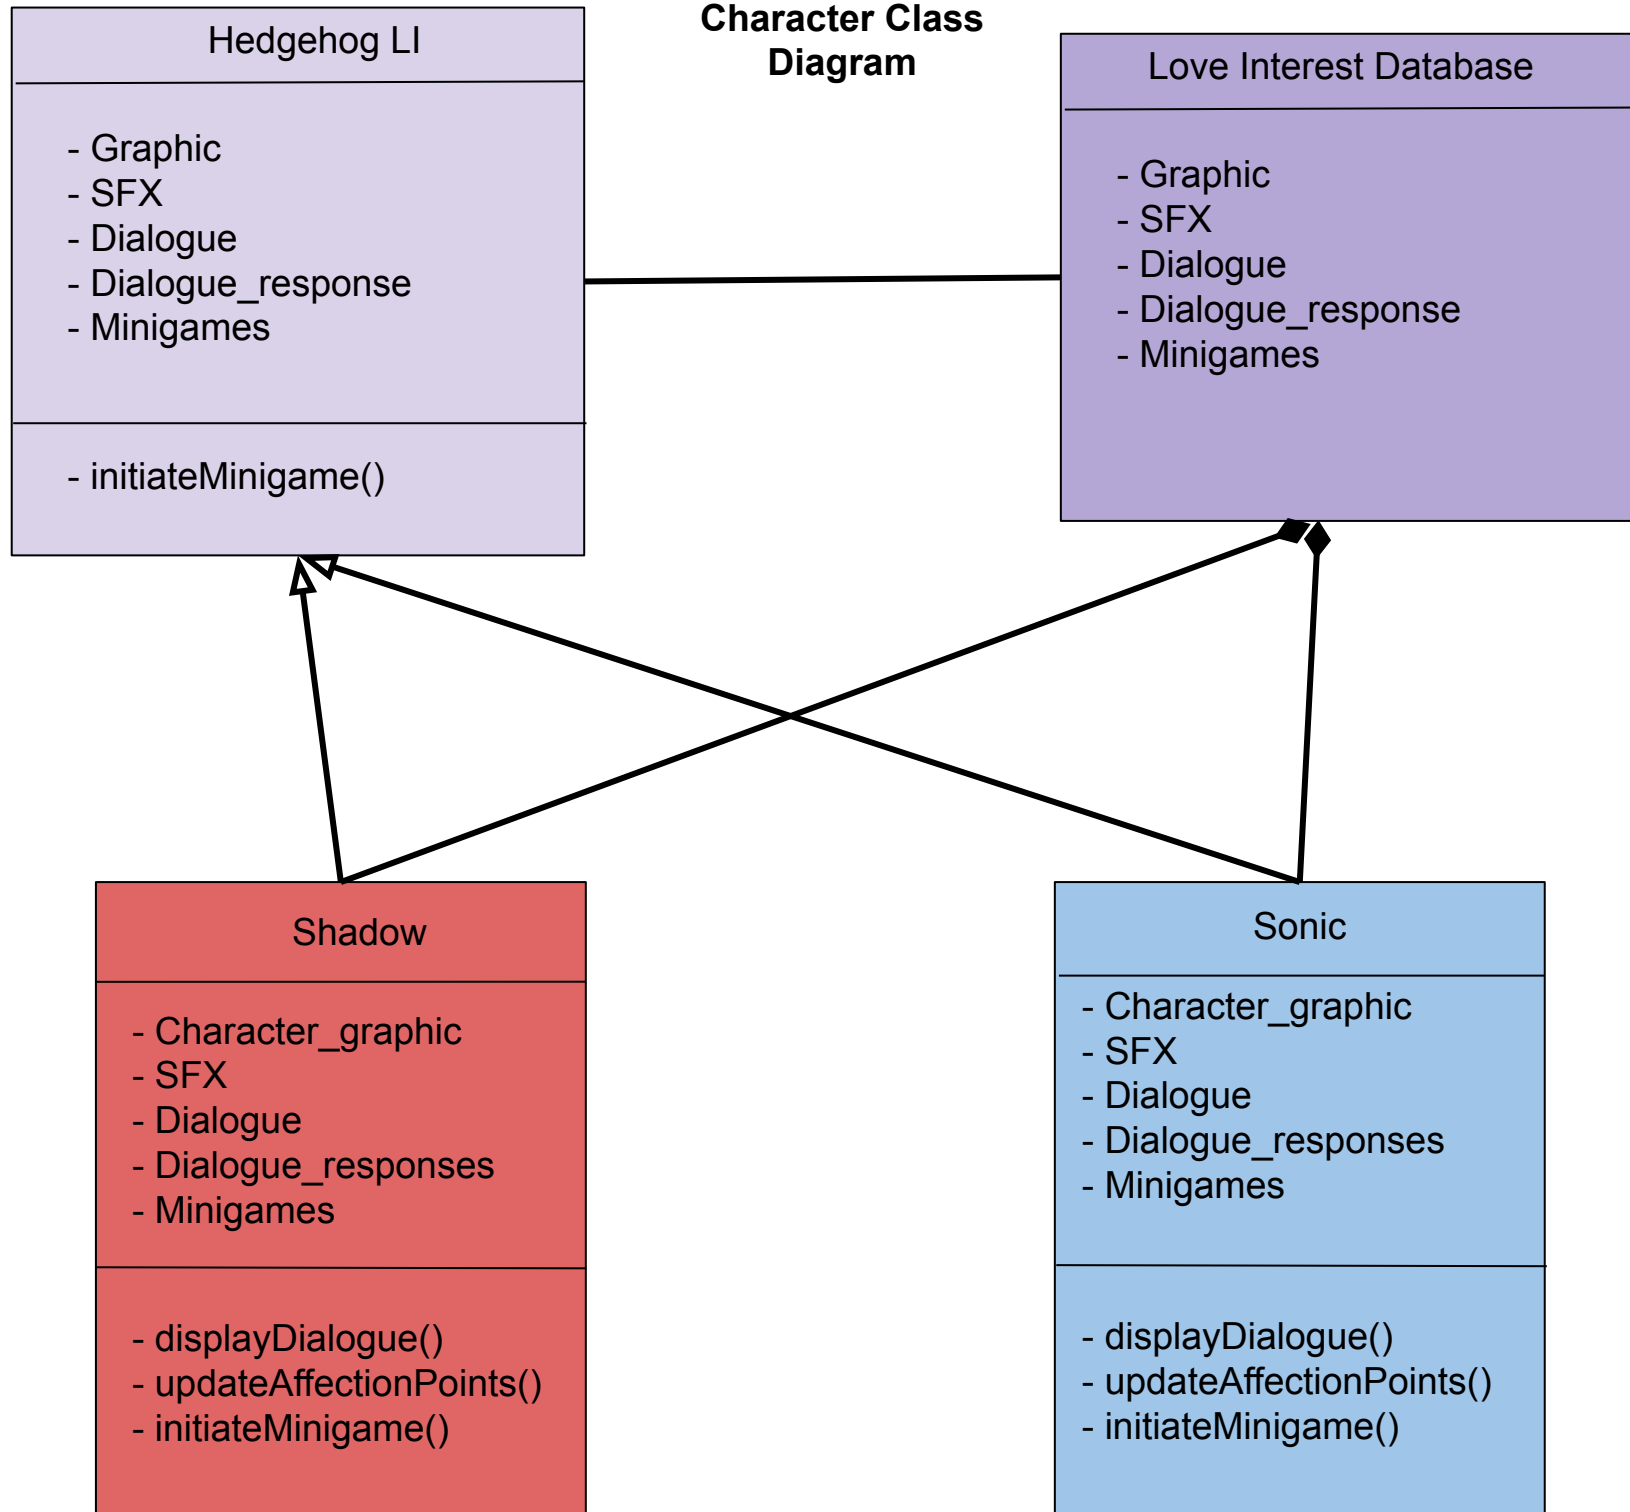 Character Class
Diagram
Hedgehog LI
- Graphic
- SFX
- Dialogue
- Dialogue_response
- Minigames
- initiateMinigame()
Love Interest Database
- Graphic
- SFX
- Dialogue
- Dialogue_response
- Minigames
Shadow
- Character_graphic
- SFX
- Dialogue
- Dialogue_responses
- Minigames
- displayDialogue()
- updateAffectionPoints()
- initiateMinigame()
Sonic
- Character_graphic
- SFX
- Dialogue
- Dialogue_responses
- Minigames
- displayDialogue()
- updateAffectionPoints()
- initiateMinigame()